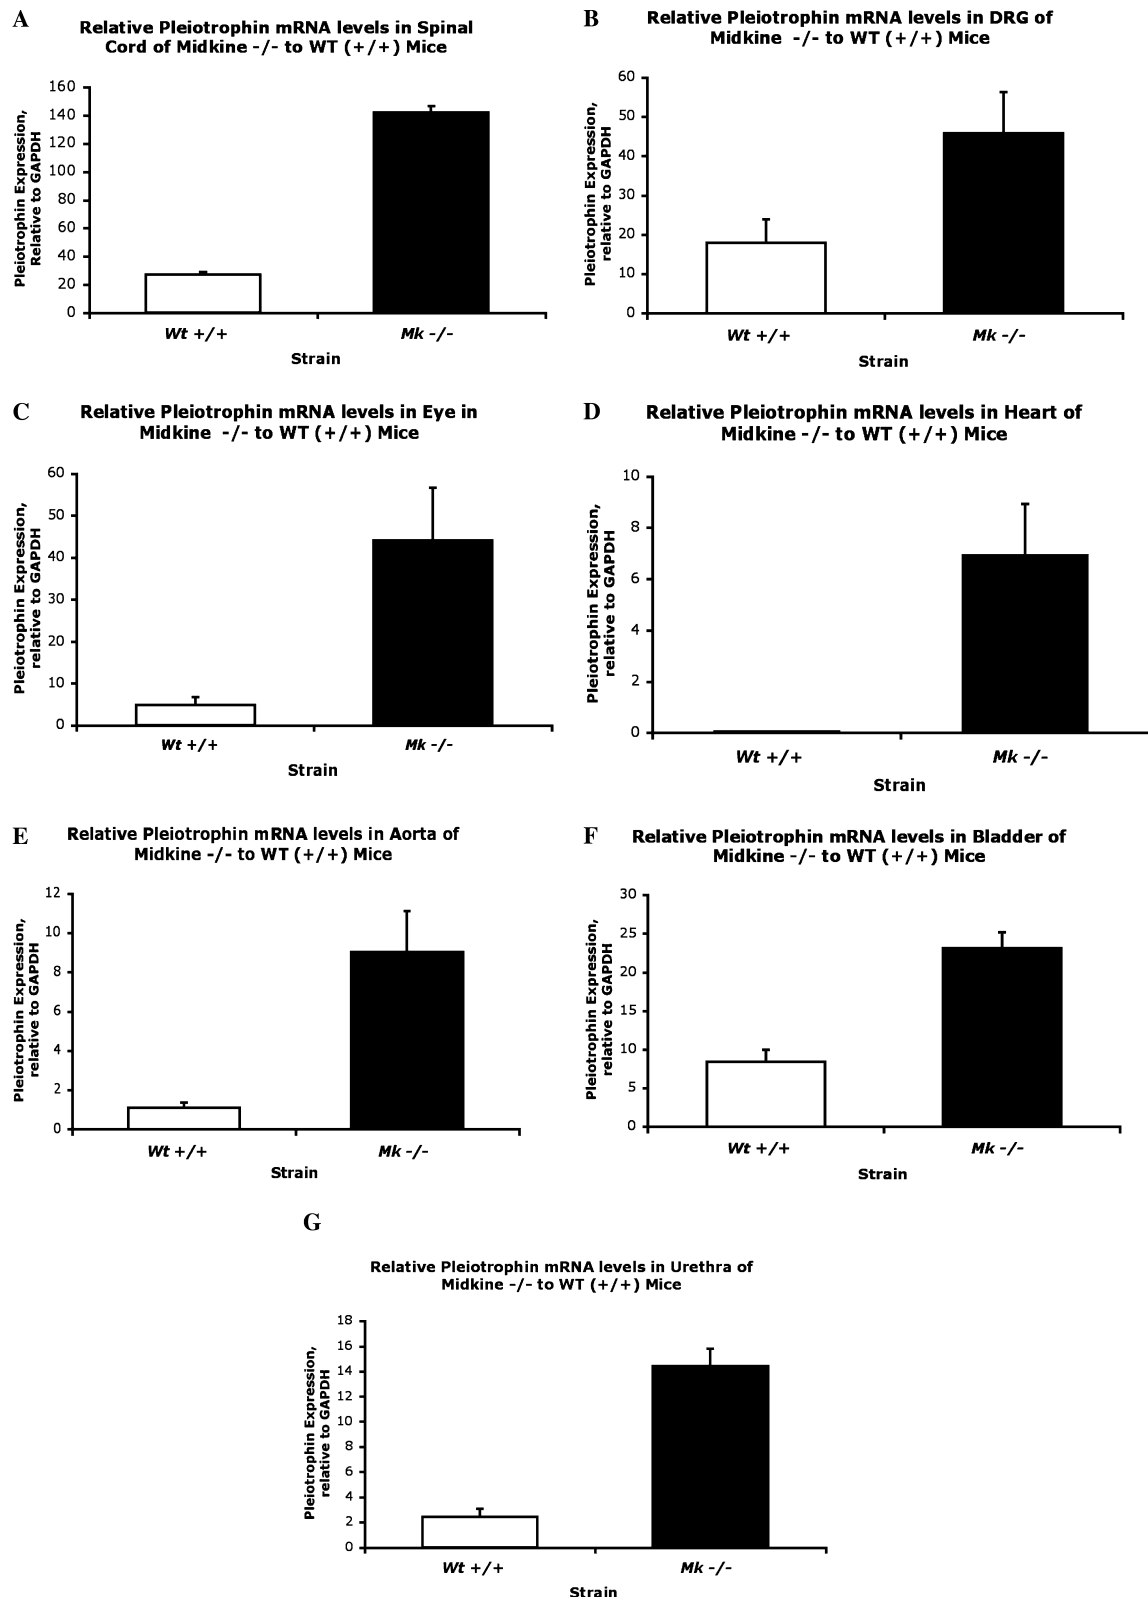 A
Relative Pleiotrophin mRNA levels in Spinal
Cord of Midkine -/- to WT (+/+) Mice
Pleiotrophin Expression,
Relative to GAPDH
160
140
120
100
80
60
40
20
0
Wt +/+ Mk -/-
Strain
B
Relative Pleiotrophin mRNA levels in DRG of
Midkine -/- to WT (+/+) Mice
Pleiotrophin Expression,
relative to GAPDH
60
50
40
30
20
10
0
Wt +/+ Mk -/-
Strain
C
Relative Pleiotrophin mRNA levels in Eye in
Midkine -/- to WT (+/+) Mice
Pleiotrophin Expression,
relative to GAPDH
60
50
40
30
20
10
0
Wt +/+ Mk -/-
Strain
D
Relative Pleiotrophin mRNA levels in Heart of
Midkine -/- to WT (+/+) Mice
Pleiotrophin Expression,
relative to GAPDH
10
8
6
4
2
0
Wt +/+ Mk -/-
Strain
E
Relative Pleiotrophin mRNA levels in Aorta of
Midkine -/- to WT (+/+) Mice
Pleiotrophin Expression,
relative to GAPDH
12
10
8
6
4
2
0
Wt +/+ Mk -/-
Strain
F
Relative Pleiotrophin mRNA levels in Bladder of
Midkine -/- to WT (+/+) Mice
Pleiotrophin Expression,
relative to GAPDH
30
25
20
15
10
5
0
Wt +/+ Mk -/-
Strain
G
Relative Pleiotrophin mRNA levels in Urethra of
Midkine -/- to WT (+/+) Mice
Pleiotrophin Expression,
relative to GAPDH
18
16
14
12
10
8
6
4
2
0
Wt +/+ Mk -/-
Strain